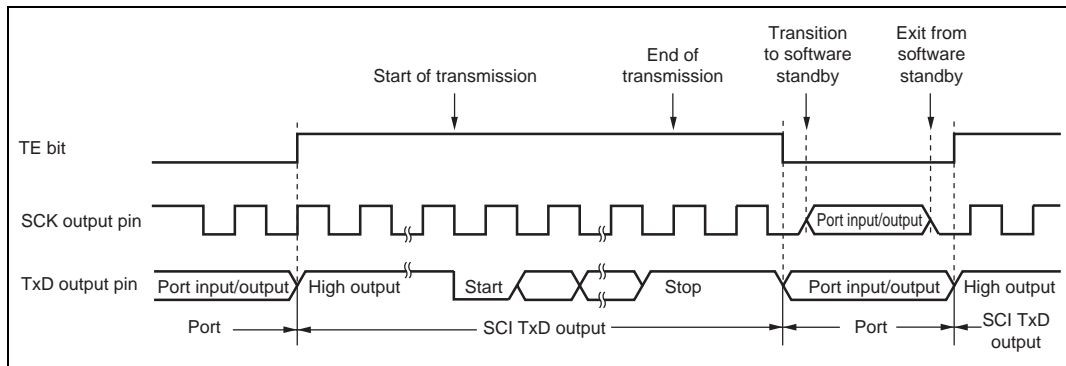 Start of transmission
End of
transmission
Transition
to software
standby
Exit from
software
standby
TE bit
SCK output pin
Port input/output
TxD output pin
Port input/output
High output
Start
Stop
Port input/output
High output
Port
SCI TxD output
Port
SCI TxD
output